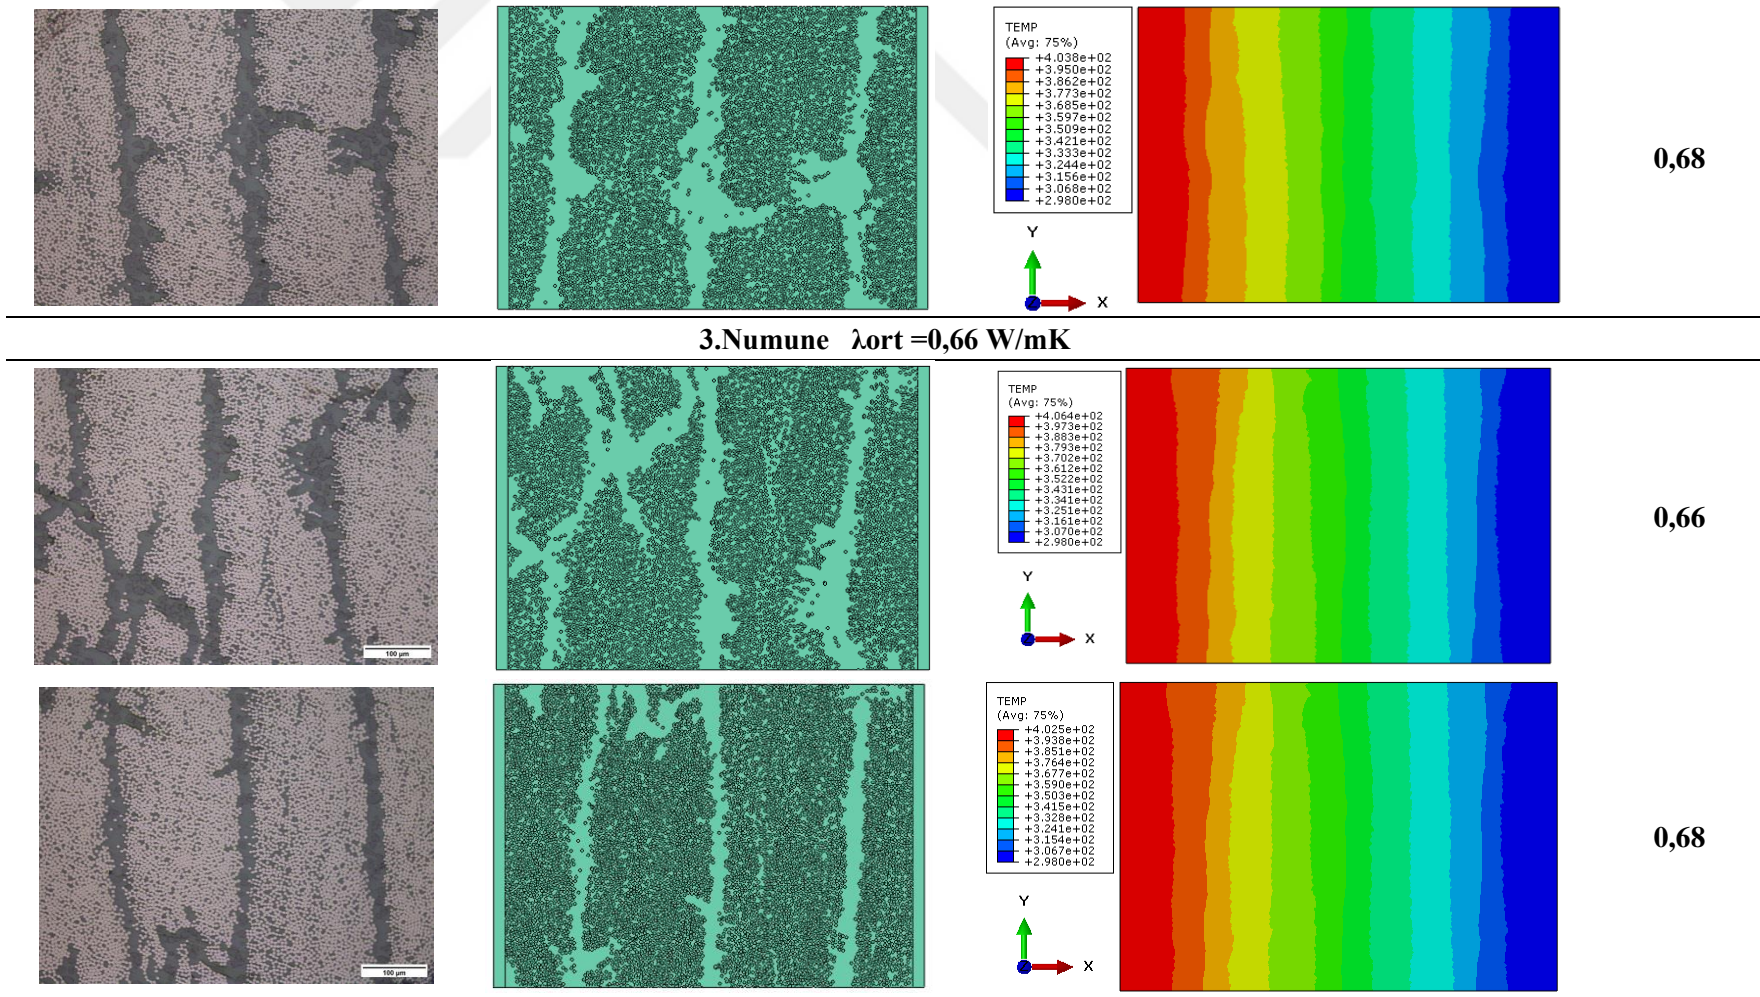 TEMP
(Avg: 75%)
+4.038e+02
+3.950e+02
+3.862e+02
+3.773e+02
+3.685e+02
+3.597e+02
+3.509e+02
+3.421e+02
+3.333e+02
+3.244e+02
+3.156e+02
+3.068e+02
+2.980e+02
Y
Z
X
0,68
3.Numune λort =0,66 W/mK
100 µm
TEMP
(Avg: 75%)
+4.064e+02
+3.973e+02
+3.883e+02
+3.793e+02
+3.702e+02
+3.612e+02
+3.522e+02
+3.431e+02
+3.341e+02
+3.251e+02
+3.161e+02
+3.070e+02
+2.980e+02
Y
Z
X
0,66
100 µm
TEMP
(Avg: 75%)
+4.025e+02
+3.938e+02
+3.851e+02
+3.764e+02
+3.677e+02
+3.590e+02
+3.503e+02
+3.415e+02
+3.328e+02
+3.241e+02
+3.154e+02
+3.067e+02
+2.980e+02
Y
Z
X
0,68